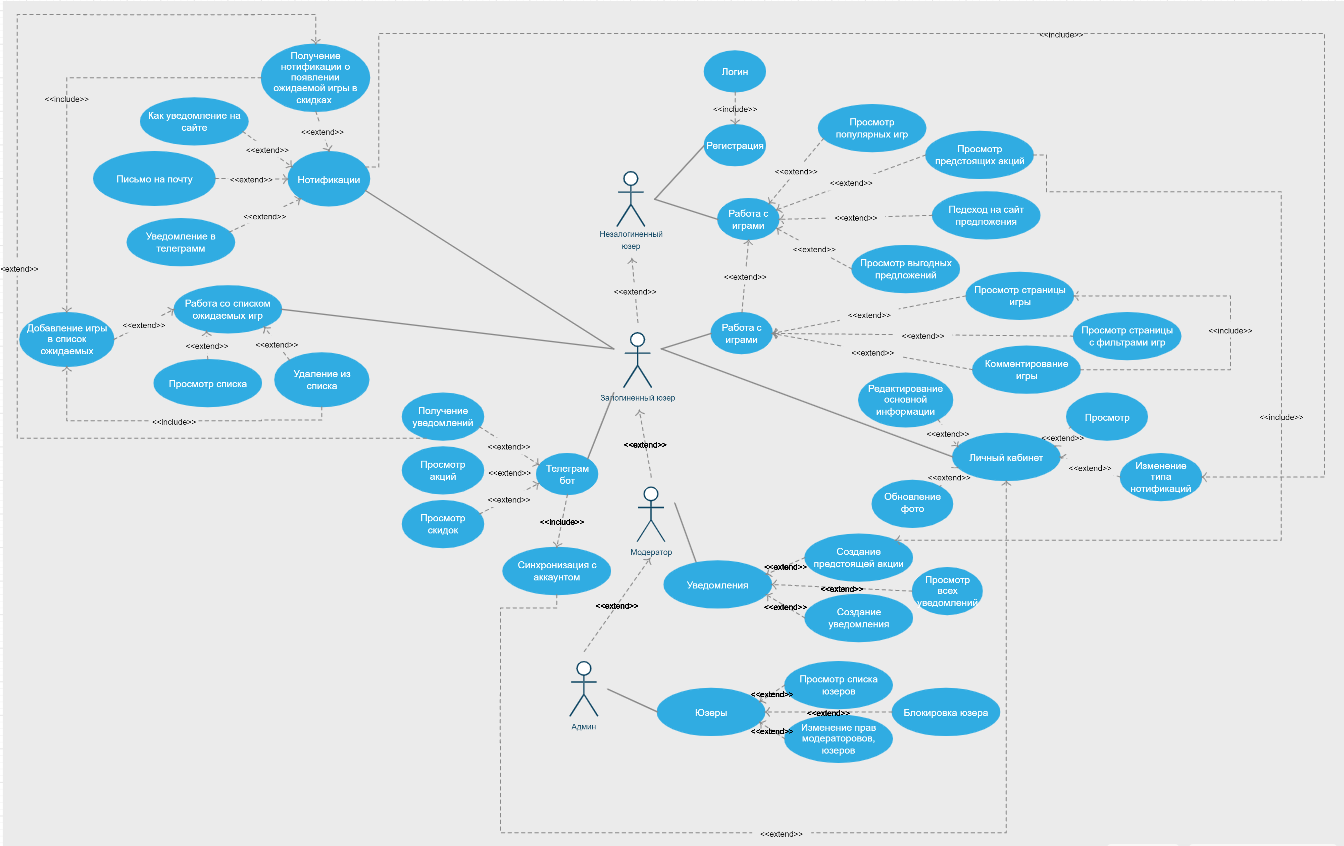 <<include>>
Получение
нотификации о
появлении
ожидаемой игры в
скидках
<<include>>
Как уведомление на
сайте
<<extend>>
<<extend>>
Письмо на почту
<<extend>>
Нотификации
<<extend>>
Уведомление в
телеграмм
<<extend>>
Логин
<<include>>
Регистрация
Просмотр
популярных игр
<<extend>>
Просмотр
предстоящих акций
<<extend>>
Незалогиненный
юзер
Работа с
играми
<<extend>>
Педеход на сайт
предложения
<<extend>>
Просмотр выгодных
предложений
<<extend>>
<<extend>>
Добавление игры
в список
ожидаемых
<<extend>>
Работа со списком
ожидаемых игр
<<extend>>
<<extend>>
Просмотр списка
Удаление из
списка
<<include>>
Залогиненный юзер
Работа с
играми
<<extend>>
Просмотр страницы
игры
<<extend>>
Просмотр страницы
с фильтрами игр
<<include>>
<<extend>>
Комментирование
игры
Редактирование
основной
информации
<<extend>>
Просмотр
<<extend>>
<<include>>
Личный кабинет
<<extend>>
Изменение
типа
нотификаций
<<extend>>
Обновление
фото
Получение
уведомлений
<<extend>>
Просмотр
акций
<<extend>>
Просмотр
скидок
<<extend>>
Телеграм
бот
<<include>>
Синхронизация с
аккаунтом
<<extend>>
Модератор
<<extend>>
Уведомления
<<extend>>
Создание
предстоящей акции
<<extend>>
Просмотр
всех
уведомлений
<<extend>>
Создание
уведомления
Админ
Юзеры
<<extend>>
Просмотр списка
юзеров
<<extend>>
Блокировка юзера
<<extend>>
Изменение прав
модераторовов,
юзеров
<<extend>>